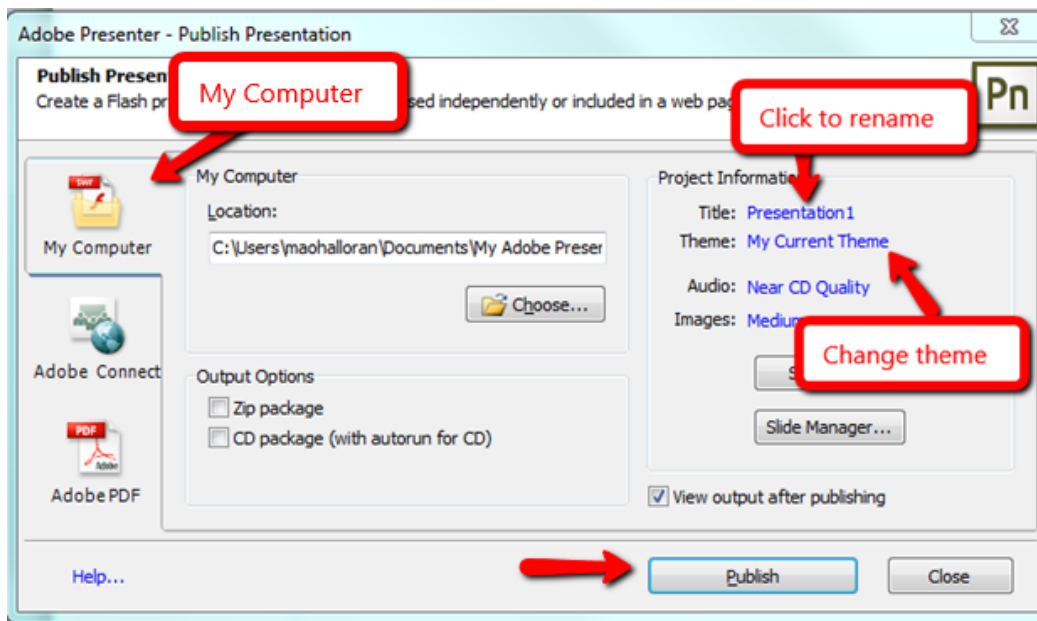 Adobe Presenter - Publish Presentation
Publish Presen
Create a Flash pr
sed independently or included in a web pag
Pn
My Computer
Click to rename
SWF
My Computer
Adobe Connect
PDF
Adobe
Adobe PDF
My Computer
Location:
C:\Users\maohalloran\Documents\My Adobe Preser
Choose...
Output Options
Zip package
CD package (with autorun for CD)
Project Informatio
Title: Presentation1
Theme: My Current Theme
Audio: Near CD Quality
Images: Medium
Change theme
S
Slide Manager...
View output after publishing
Help...
Publish
Close